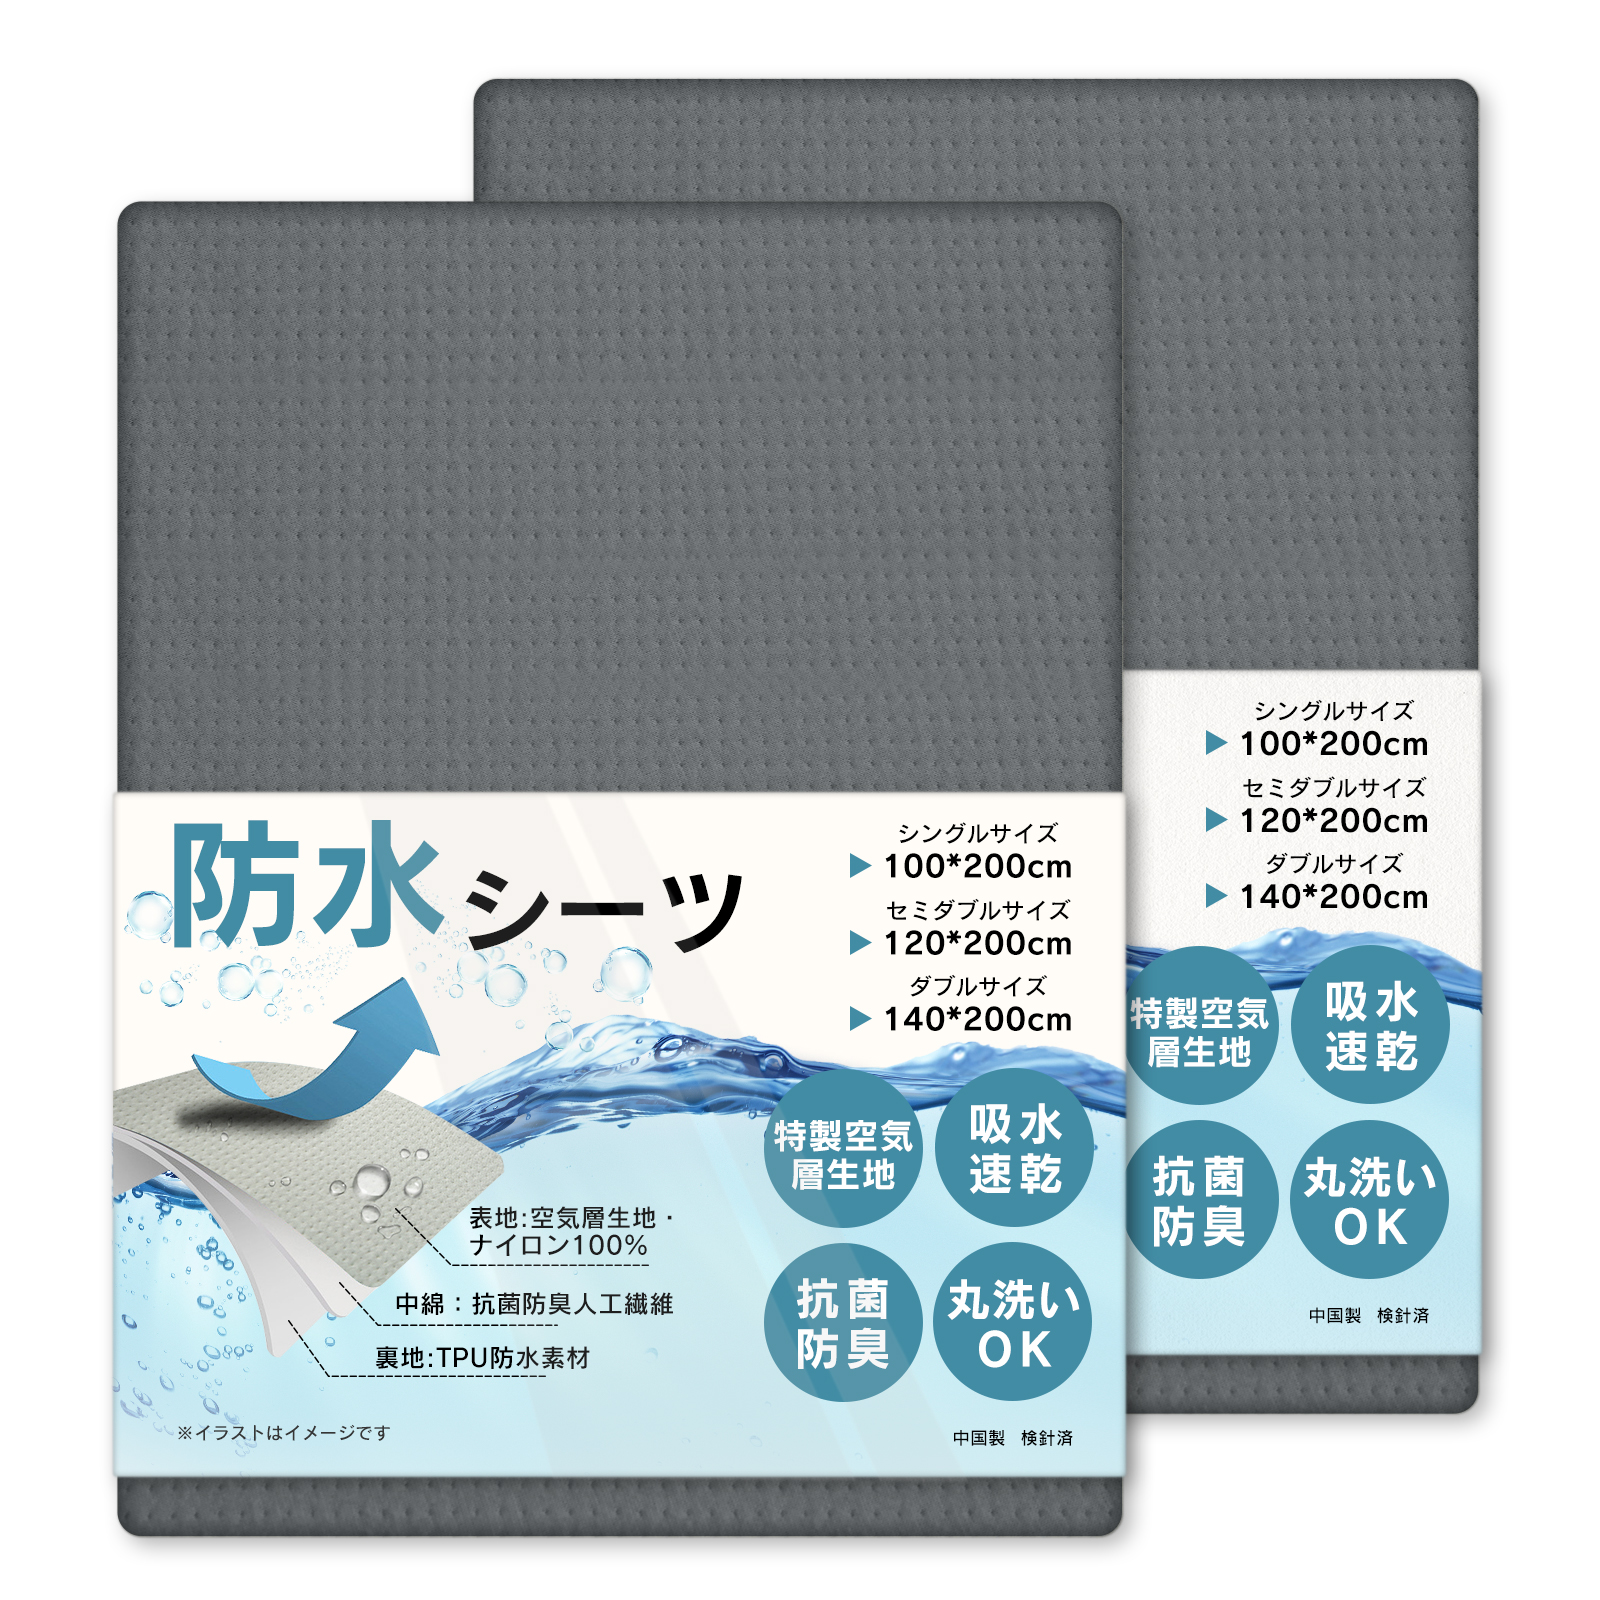 防水シーツ
シングルサイズ
100*200cm
セミダブルサイズ
120*200cm
ダブルサイズ
140*200cm
特製空気
層生地
吸水
速乾
抗菌
防臭
丸洗い
OK
表地:空気層生地・
ナイロン100%
中綿：抗菌防臭人工繊維
裏地:TPU防水素材
※イラストはイメージです
中国製 検針済
シングルサイズ
100*200cm
セミダブルサイズ
120*200cm
ダブルサイズ
140*200cm
特製空気
層生地
吸水
速乾
抗菌
防臭
丸洗い
OK
中国製 検針済